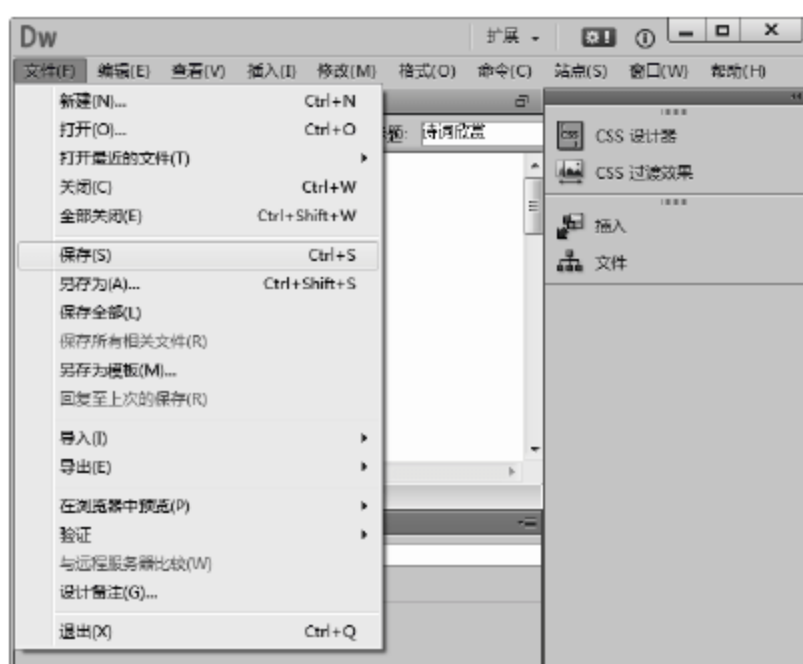 Dw
扩展
文件(F) 编辑(E) 查看(V) 插入(I) 修改(M) 格式(O) 命令(C) 站点(S) 窗口(W) 帮助(H)
新建(N)... Ctrl+N
打开(O)... Ctrl+O
打开最近的文件(T)
关闭(C) Ctrl+W
全部关闭(E) Ctrl+Shift+W
保存(S) Ctrl+S
另存为(A)... Ctrl+Shift+S
保存全部(L)
保存所有相关文件(R)
另存为模板(M)...
回复至上次的保存(R)
导入(I)
导出(E)
在浏览器中预览(P)
验证
与远程服务器比较(W)
设计备注(G)...
退出(X) Ctrl+Q
题: 诗词欣赏
CSS CSS 设计器
CSS 过渡效果
插入
文件